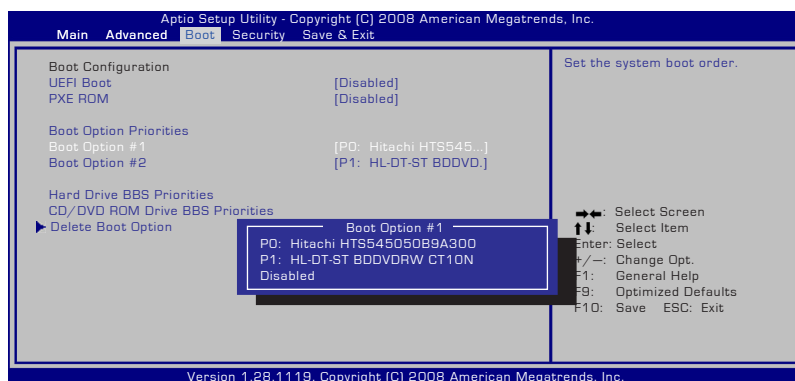 Aptio Setup Utility - Copyright (C) 2008 American Megatrends, Inc.
Main Advanced Boot Security Save & Exit
Boot Configuration
UEFI Boot [Disabled]
PXE ROM [Disabled]
Boot Option Priorities
Boot Option #1 [P0: Hitachi HTS545...]
Boot Option #2 [P1: HL-DT-ST BDDVD.]
Hard Drive BBS Priorities
CD/DVD ROM Drive BBS Priorities
Delete Boot Option
Boot Option #1
P0: Hitachi HTS545050B9A300
P1: HL-DT-ST BDDVDRW CT10N
Disabled
Set the system boot order.
→←: Select Screen
↑↓: Select Item
Enter: Select
+/—: Change Opt.
F1: General Help
F9: Optimized Defaults
F10: Save ESC: Exit
Version 1.28.1119. Copyright (C) 2008 American Megatrends, Inc.